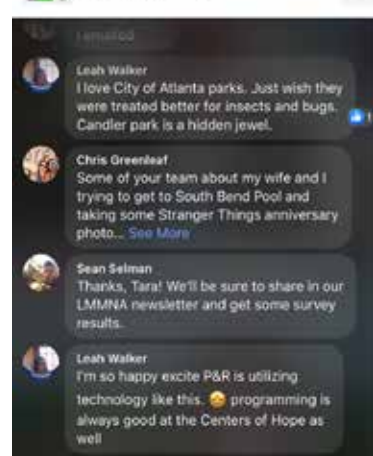 I emailed
Leah Walker
I love City of Atlanta parks. Just wish they
were treated better for insects and bugs.
Candler park is a hidden jewel.
1
Chris Greenleaf
Some of your team about my wife and I
trying to get to South Bend Pool and
taking some Stranger Things anniversary
photo... See More
Sean Selman
Thanks, Tara! We'll be sure to share in our
LMMNA newsletter and get some survey
results.
Leah Walker
I'm so happy excite P&R is utilizing
technology like this. 🤩 programming is
always good at the Centers of Hope as
well